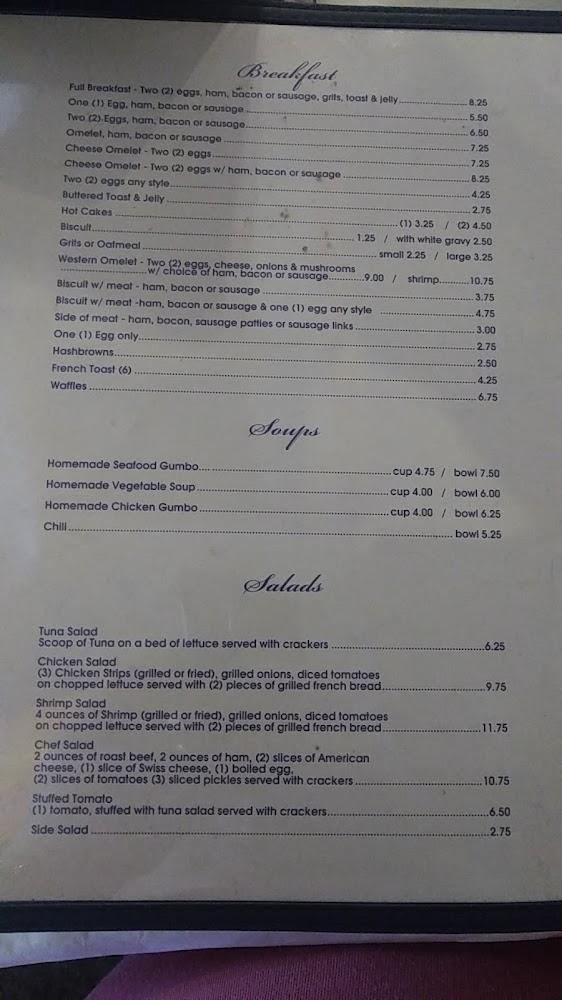 Breakfast
Full Breakfast - Two (2) eggs, ham, bacon or sausage, grits, toast & jelly 8.25
One (1) Egg, ham, bacon or sausage 5.50
Two (2) Eggs, ham, bacon or sausage 6.50
Omelet, ham, bacon or sausage 7.25
Cheese Omelet - Two (2) eggs 7.25
Cheese Omelet - Two (2) eggs w/ ham, bacon or sausage 8.25
Two (2) eggs any style 4.25
Buttered Toast & Jelly 2.75
Hot Cakes (1) 3.25 / (2) 4.50
Biscuit 1.25 / with white gravy 2.50
Grits or Oatmeal small 2.25 / large 3.25
Western Omelet - Two (2) eggs, cheese, onions & mushrooms
w/ choice of ham, bacon or sausage 9.00 / shrimp 10.75
Biscuit w/ meat - ham, bacon or sausage 3.75
Biscuit w/ meat -ham, bacon or sausage & one (1) egg any style 4.75
Side of meat - ham, bacon, sausage patties or sausage links 3.00
One (1) Egg only 2.75
Hashbrowns 2.50
French Toast (6) 4.25
Waffles 6.75
Soups
Homemade Seafood Gumbo cup 4.75 / bowl 7.50
Homemade Vegetable Soup cup 4.00 / bowl 6.00
Homemade Chicken Gumbo cup 4.00 / bowl 6.25
Chili bowl 5.25
Salads
Tuna Salad
Scoop of Tuna on a bed of lettuce served with crackers 6.25
Chicken Salad
(3) Chicken Strips (grilled or fried), grilled onions, diced tomatoes
on chopped lettuce served with (2) pieces of grilled french bread 9.75
Shrimp Salad
4 ounces of Shrimp (grilled or fried), grilled onions, diced tomatoes
on chopped lettuce served with (2) pieces of grilled french bread 11.75
Chef Salad
2 ounces of roast beef, 2 ounces of ham, (2) slices of American
cheese, (1) slice of Swiss cheese, (1) boiled egg,
(2) slices of tomatoes (3) sliced pickles served with crackers 10.75
Stuffed Tomato
(1) tomato, stuffed with tuna salad served with crackers 6.50
Side Salad 2.75